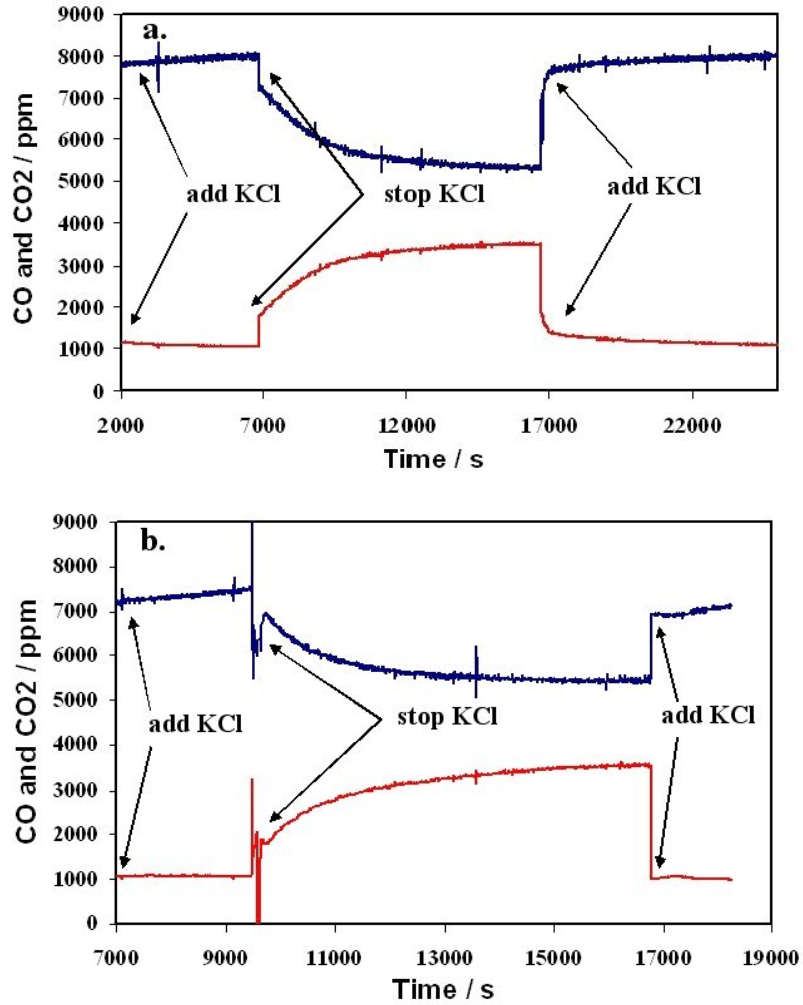 a.
9000
8000
7000
6000
5000
4000
3000
2000
1000
0
CO and CO2 / ppm
add KCl
stop KCl
add KCl
2000 7000 12000 17000 22000
Time / s
b.
9000
8000
7000
6000
5000
4000
3000
2000
1000
0
CO and CO2 / ppm
add KCl
stop KCl
add KCl
7000 9000 11000 13000 15000 17000 19000
Time / s